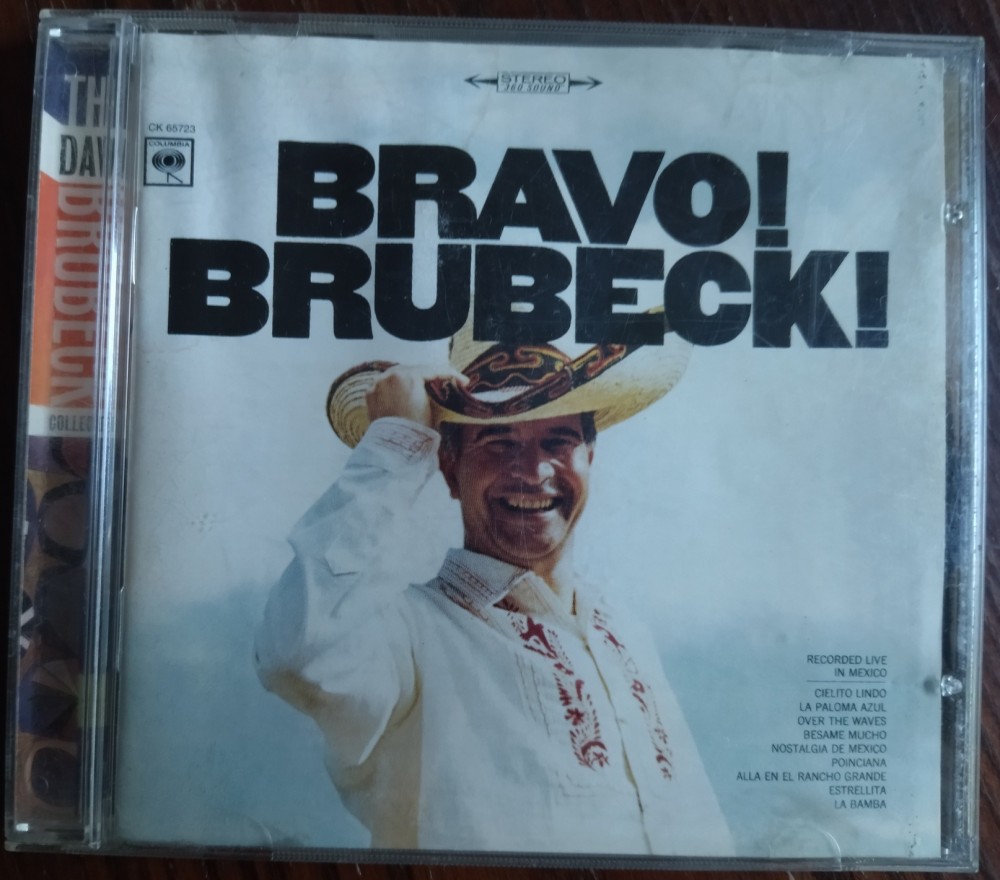 STEREO
360 SOUND
CK 65723
COLUMBIA
BRAVO!
BRUBECK!
BRUBECK
RECORDED LIVE
IN MEXICO
CIELITO LINDO
LA PALOMA AZUL
OVER THE WAVES
BESAME MUCHO
NOSTALGIA DE MEXICO
POINCIANA
ALLA EN EL RANCHO GRANDE
ESTRELLITA
LA BAMBA